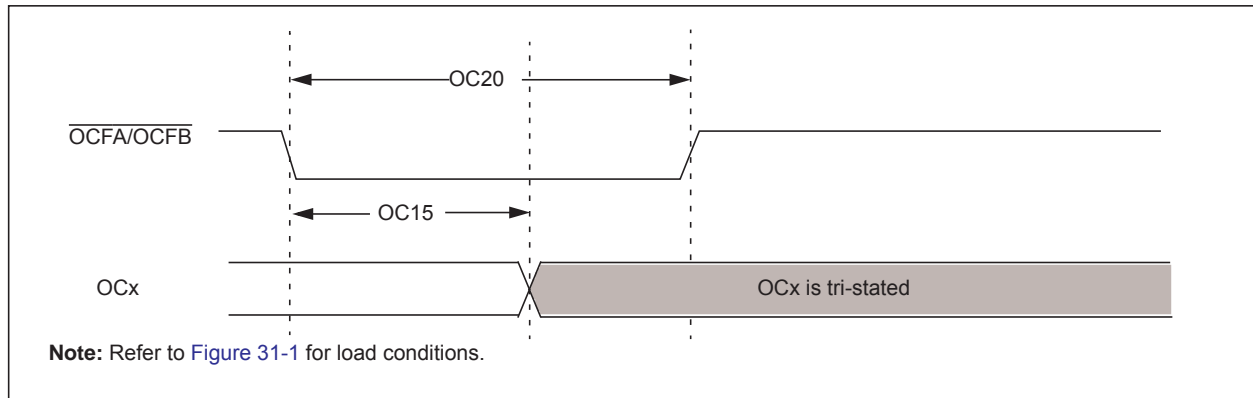 OC20
OCFA/OCFB
OC15
OCx
OCx is tri-stated
Note: Refer to Figure 31-1 for load conditions.